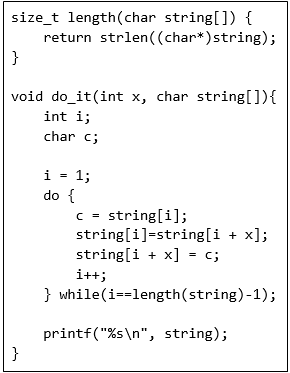 size_t length(char string[]) {
    return strlen((char*)string);
}

void do_it(int x, char string[]){
    int i;
    char c;

    i = 1;
    do {
        c = string[i];
        string[i]=string[i + x];
        string[i + x] = c;
        i++;
    } while(i==length(string)-1);

    printf("%s\n", string);
}